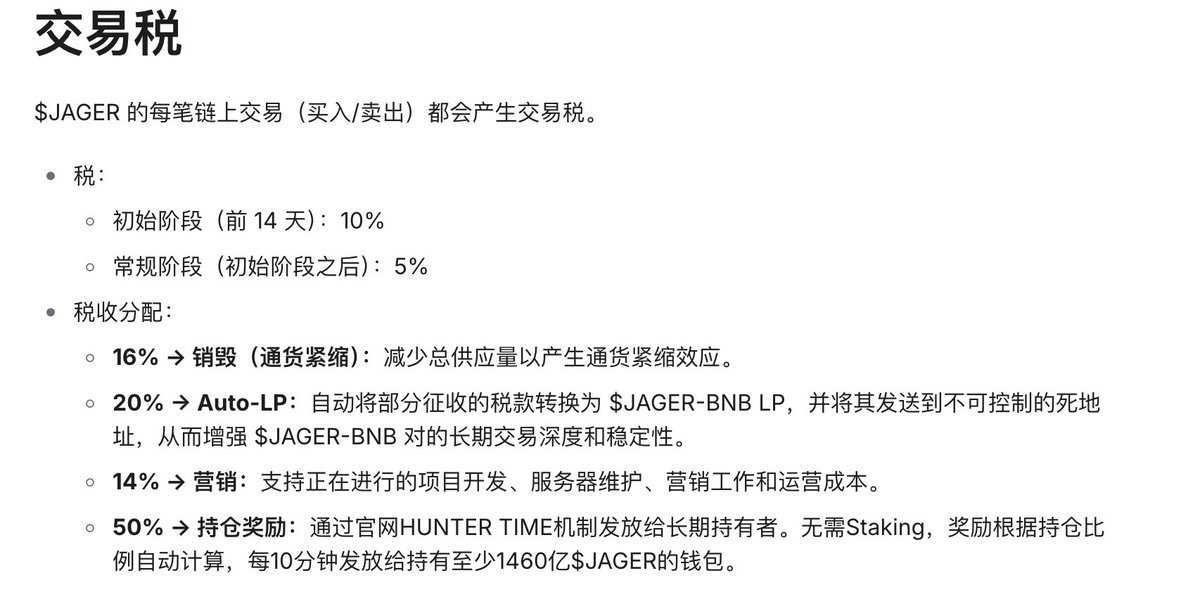 交易税
$JAGER 的每笔链上交易（买入/卖出）都会产生交易税。
税：
初始阶段（前 14 天）：10%
常规阶段（初始阶段之后）：5%
税收分配：
16% → 销毁（通货紧缩）：减少总供应量以产生通货紧缩效应。
20% → Auto-LP：自动将部分征收的税款转换为 $JAGER-BNB LP，并将其发送到不可控制的死地
址，从而增强 $JAGER-BNB 对的长期交易深度和稳定性。
14% → 营销：支持正在进行的项目开发、服务器维护、营销工作和运营成本。
50% → 持仓奖励：通过官网HUNTER TIME机制发放给长期持有者。无需Staking，奖励根据持仓比
例自动计算，每10分钟发放给持有至少1460亿$JAGER的钱包。